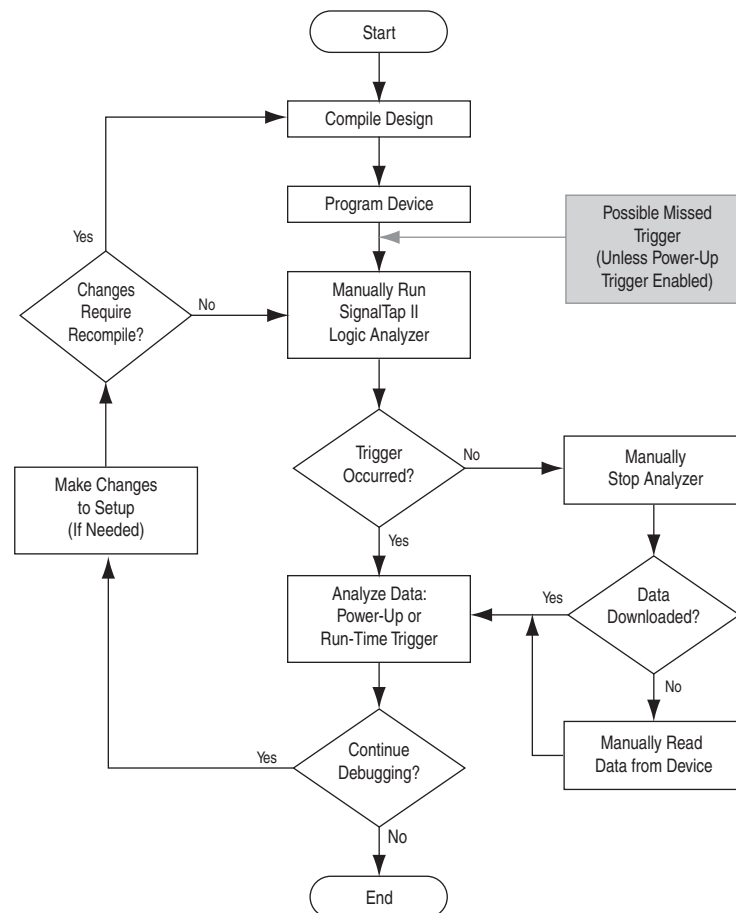 Start
Compile Design
Program Device
Possible Missed
Trigger
(Unless Power-Up
Trigger Enabled)
Yes
Changes
Require
Recompile?
No
Manually Run
SignalTap II
Logic Analyzer
Trigger
Occurred?
No
Manually
Stop Analyzer
Make Changes
to Setup
(If Needed)
Yes
Analyze Data:
Power-Up or
Run-Time Trigger
Yes
Data
Downloaded?
No
Manually Read
Data from Device
Yes
Continue
Debugging?
No
End